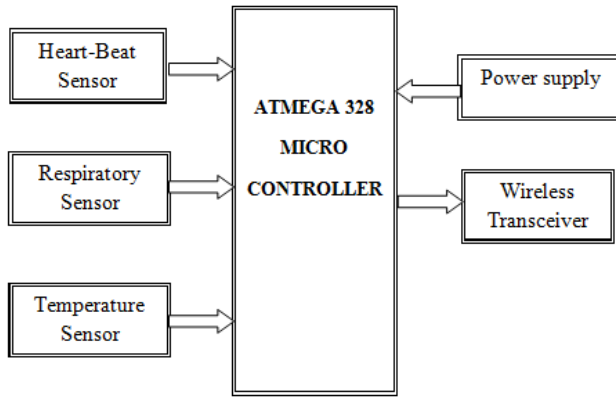 Heart-Beat
Sensor
Respiratory
Sensor
Temperature
Sensor
ATMEGA 328
MICRO
CONTROLLER
Power supply
Wireless
Transceiver